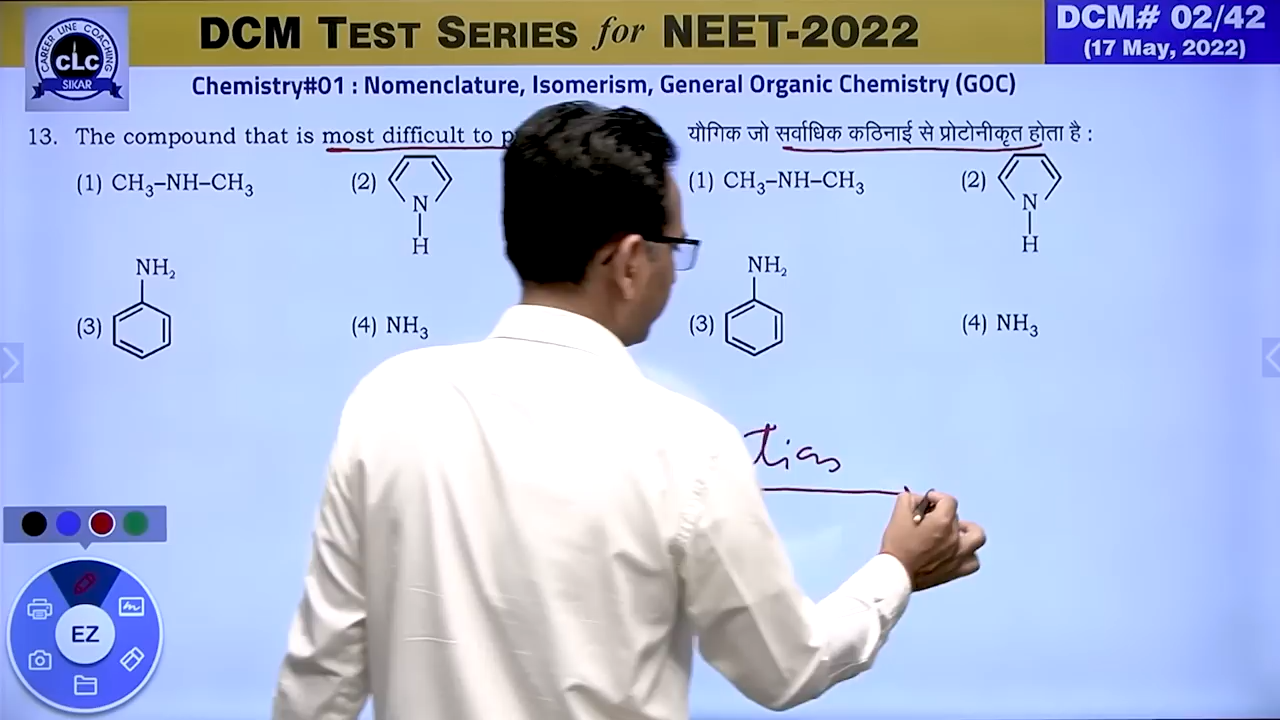 DCM TEST SERIES for NEET-2022
DCM# 02/42
(17 May, 2022)
CAREER LINE COACHING
CLC
SIKAR
Chemistry#01 : Nomenclature, Isomerism, General Organic Chemistry (GOC)
13. The compound that is most difficult to p
(1) CH₃–NH–CH₃
(2)
N
H
(3)
NH₂
(4) NH₃
यौगिक जो सर्वाधिक कठिनाई से प्रोटोनीकृत होता है :
(1) CH₃–NH–CH₃
(2)
N
H
(3)
NH₂
(4) NH₃
EZ